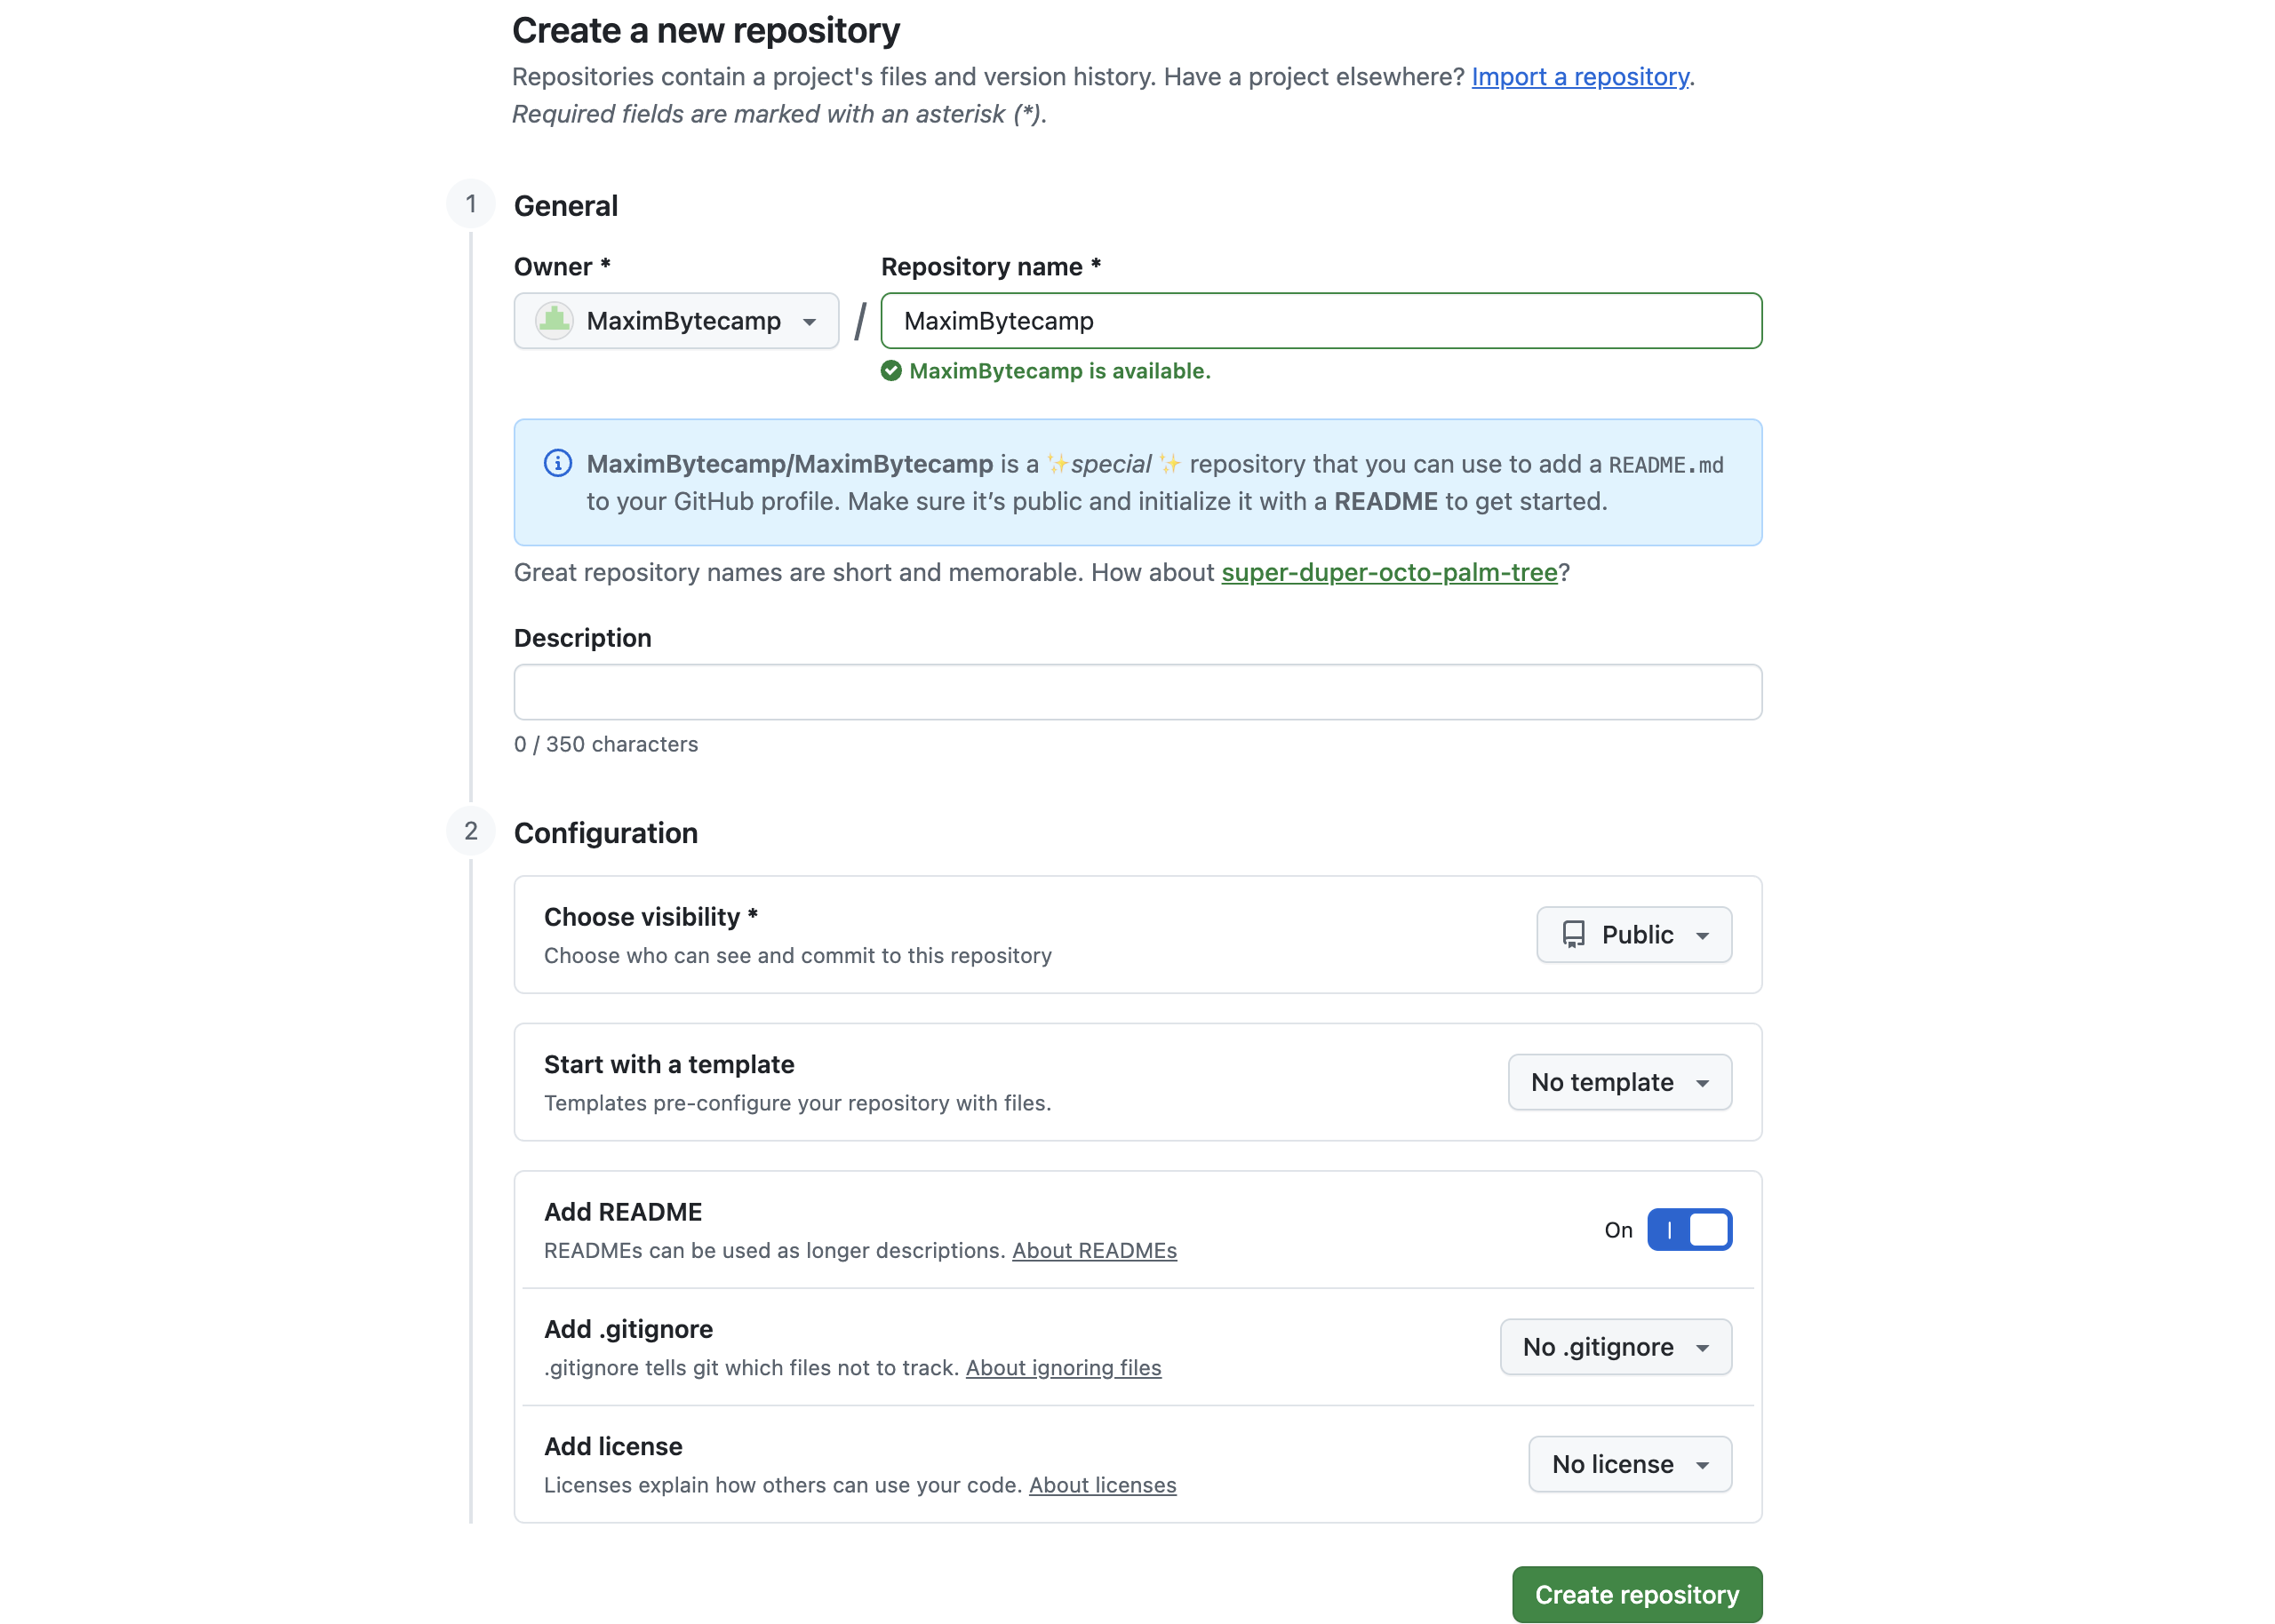 Create a new repository
Repositories contain a project's files and version history. Have a project elsewhere? Import a repository.
Required fields are marked with an asterisk (*).
1
General
Owner *
Repository name *
MaximBytecamp
/
MaximBytecamp
MaximBytecamp is available.
MaximBytecamp/MaximBytecamp is a ✨special ✨ repository that you can use to add a README.md
to your GitHub profile. Make sure it’s public and initialize it with a README to get started.
Great repository names are short and memorable. How about super-duper-octo-palm-tree?
Description
0 / 350 characters
2
Configuration
Choose visibility *
Choose who can see and commit to this repository
Public
Start with a template
Templates pre-configure your repository with files.
No template
Add README
READMEs can be used as longer descriptions. About READMEs
On
Add .gitignore
.gitignore tells git which files not to track. About ignoring files
No .gitignore
Add license
Licenses explain how others can use your code. About licenses
No license
Create repository